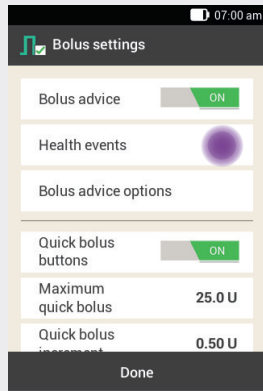 07:00 am
Bolus settings
Bolus advice ON
Health events
Bolus advice options
Quick bolus
buttons ON
Maximum
quick bolus 25.0 U
Quick bolus
increment 0.50 U
Done